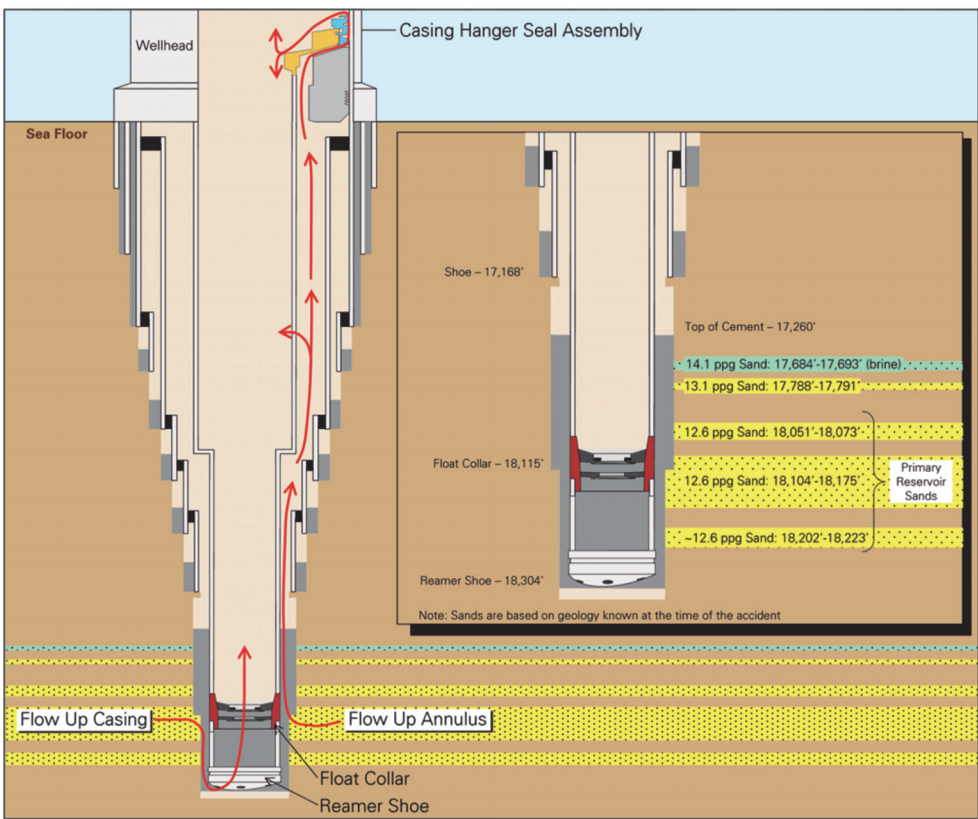 Casing Hanger Seal Assembly
Wellhead
Sea Floor
Shoe – 17,168'
Top of Cement – 17,260'
14.1 ppg Sand: 17,684'-17,693' (brine)
13.1 ppg Sand: 17,788'-17,791'
12.6 ppg Sand: 18,051'-18,073'
Float Collar – 18,115'
12.6 ppg Sand: 18,104'-18,175'
Primary
Reservoir
Sands
~12.6 ppg Sand: 18,202'-18,223'
Reamer Shoe – 18,304'
Note: Sands are based on geology known at the time of the accident
Flow Up Casing
Flow Up Annulus
Float Collar
Reamer Shoe